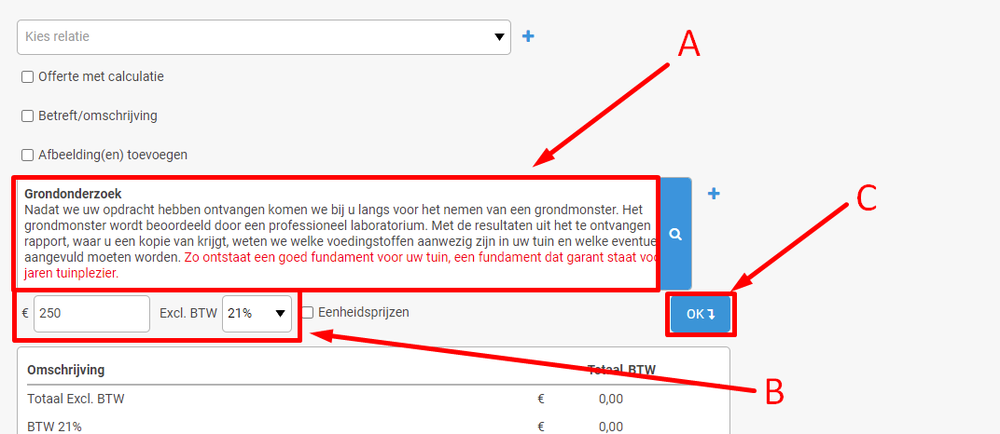 Kies relatie
A
Offerte met calculatie
Betreft/omschrijving
Afbeelding(en) toevoegen
Grondonderzoek
Nadat we uw opdracht hebben ontvangen komen we bij u langs voor het nemen van een grondmonster. Het
grondmonster wordt beoordeeld door een professioneel laboratorium. Met de resultaten uit het te ontvangen
rapport, waar u een kopie van krijgt, weten we welke voedingstoffen aanwezig zijn in uw tuin en welke eventue
aangevuld moeten worden. Zo ontstaat een goed fundament voor uw tuin, een fundament dat garant staat voo
jaren tuinplezier.
C
€ 250 Excl. BTW 21% Eenheidsprijzen OK
B
Omschrijving Totaal BTW
Totaal Excl. BTW € 0,00
BTW 21% € 0,00